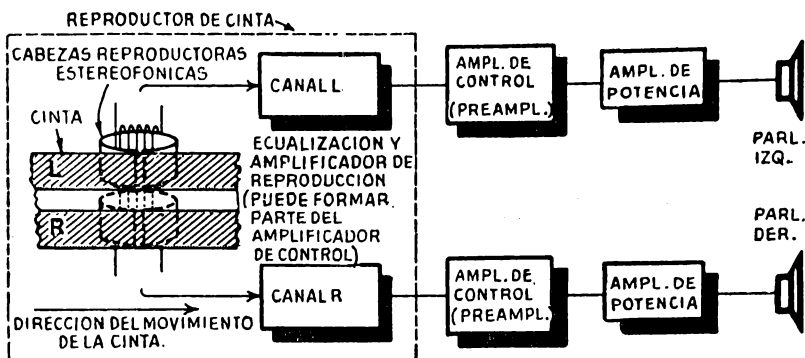 REPRODUCTOR DE CINTA
CABEZAS REPRODUCTORAS
ESTEREOFONICAS
CINTA
L
R
DIRECCION DEL MOVIMIENTO
DE LA CINTA.
CANAL L
ECUALIZACION Y
AMPLIFICADOR DE
REPRODUCCIÓN
(PUEDE FORMAR
PARTE DEL
AMPLIFICADOR
DE CONTROL)
CANAL R
AMPL. DE
CONTROL
(PREAMPL.)
AMPL. DE
POTENCIA
PARL.
IZQ.
PARL.
DER.
AMPL. DE
CONTROL
(PREAMPL.)
AMPL. DE
POTENCIA